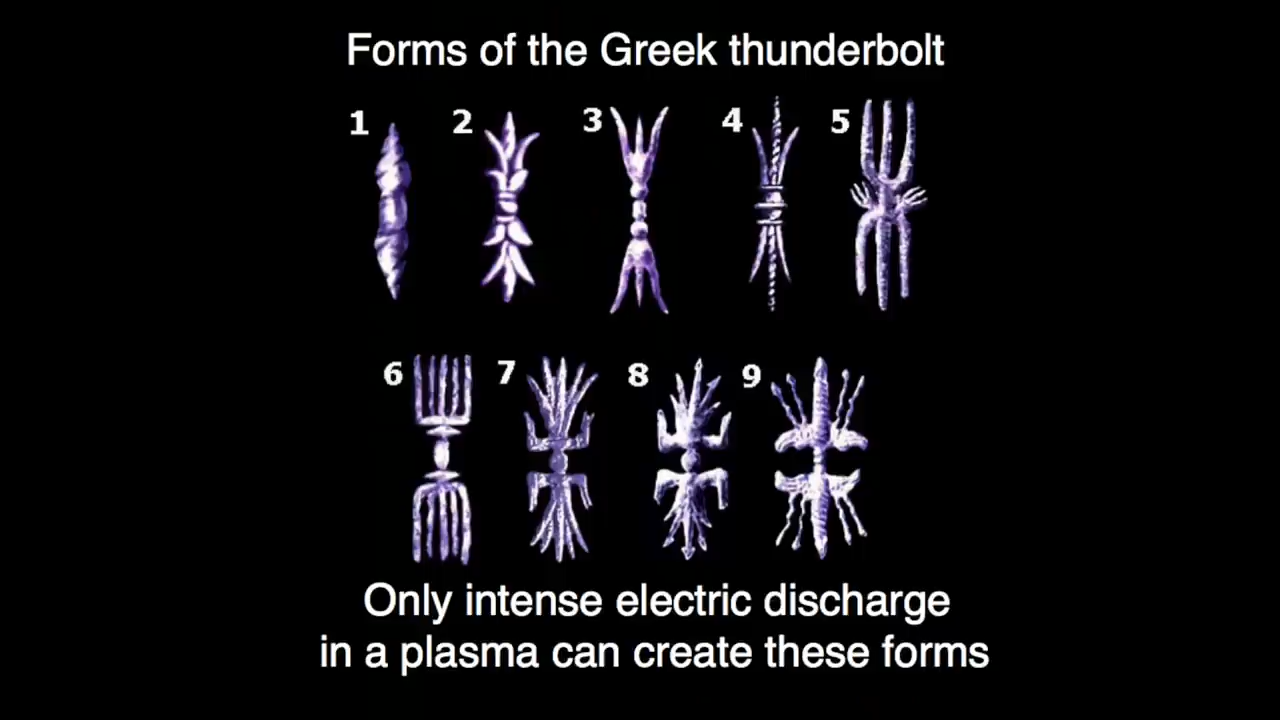 Forms of the Greek thunderbolt
1 2 3 4 5
6 7 8 9
Only intense electric discharge
in a plasma can create these forms